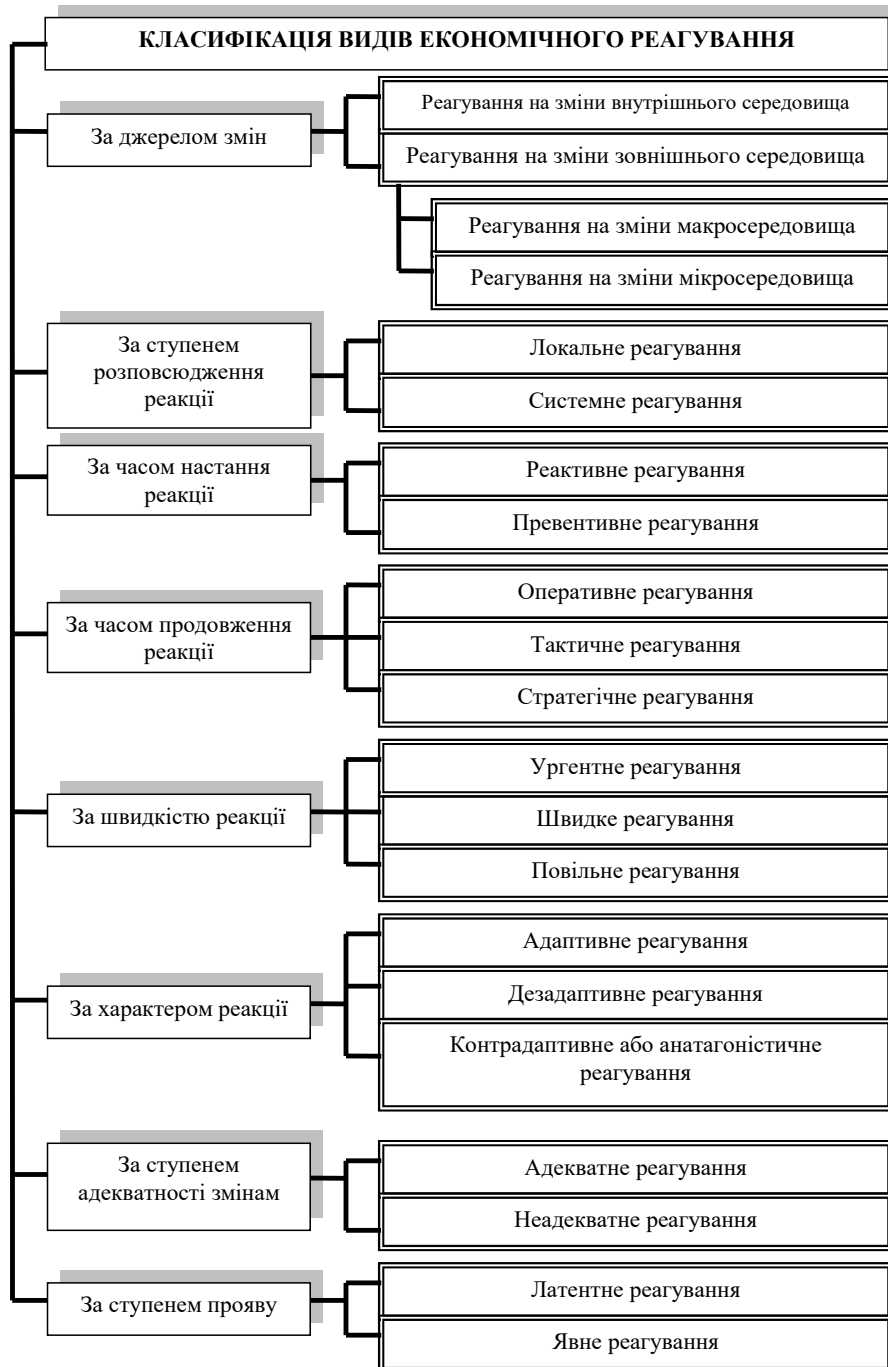 КЛАСИФІКАЦІЯ ВИДІВ ЕКОНОМІЧНОГО РЕАГУВАННЯ
За джерелом змін
Реагування на зміни внутрішнього середовища
Реагування на зміни зовнішнього середовища
Реагування на зміни макросередовища
Реагування на зміни мікросередовища
За ступенем
розповсюдження
реакції
Локальне реагування
Системне реагування
За часом настання
реакції
Реактивне реагування
Превентивне реагування
За часом продовження
реакції
Оперативне реагування
Тактичне реагування
Стратегічне реагування
За швидкістю реакції
Ургентне реагування
Швидке реагування
Повільне реагування
За характером реакції
Адаптивне реагування
Дезадаптивне реагування
Контрадаптивне або анатагоністичне
реагування
За ступенем
адекватності змінам
Адекватне реагування
Неадекватне реагування
За ступенем прояву
Латентне реагування
Явне реагування